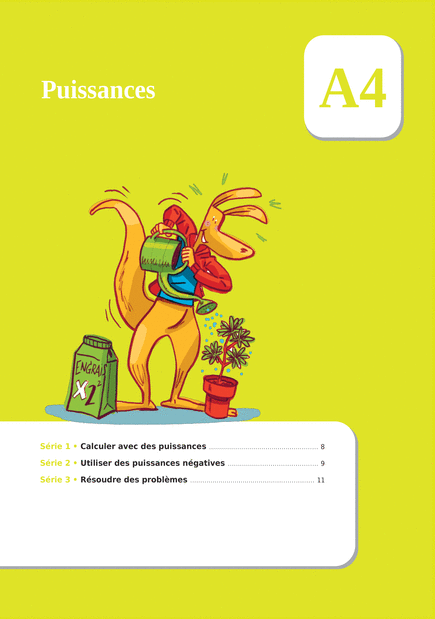 Puissances
A4
ENGRAIS
X2²
Série 1 • Calculer avec des puissances ........ 8
Série 2 • Utiliser des puissances négatives ........ 9
Série 3 • Résoudre des problèmes ........ 11